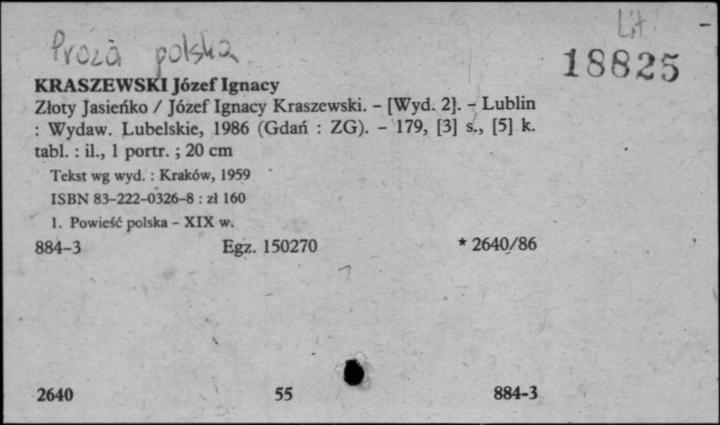 Lit
Proza polska
18825
KRASZEWSKI Józef Ignacy
Złoty Jasieńko / Józef Ignacy Kraszewski. – [Wyd. 2]. – Lublin
: Wydaw. Lubelskie, 1986 (Gdań : ZG). – 179, [3] s., [5] k.
tabl. : il., 1 portr. ; 20 cm
Tekst wg wyd. : Kraków, 1959
ISBN 83-222-0326-8 : zł 160
1. Powieść polska – XIX w.
884-3 Egz. 150270 * 2640/86
2640 55 884-3